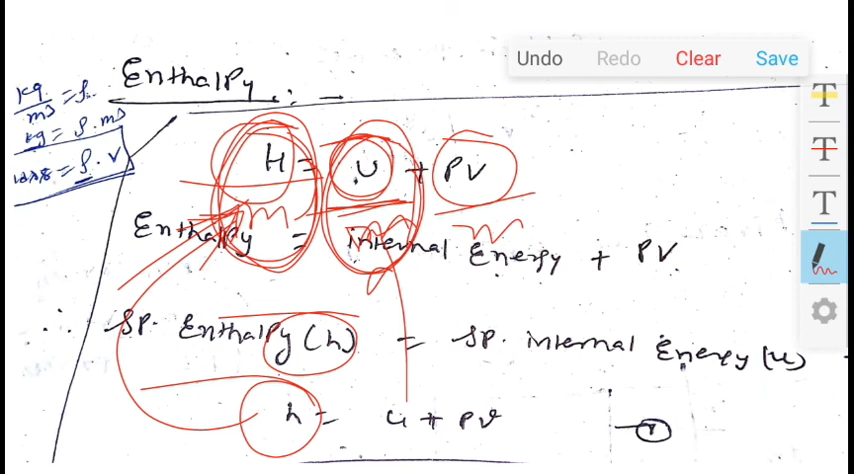 Undo Redo Clear Save
Enthalpy : -
kg/m3 = ρ
kg = ρ.m3
mass = ρ.V
H = U + PV
Enthalpy = internal Energy + PV
∴ SP. Enthalpy (h) = SP. internal Energy (u)
h = u + pv
T
T
T